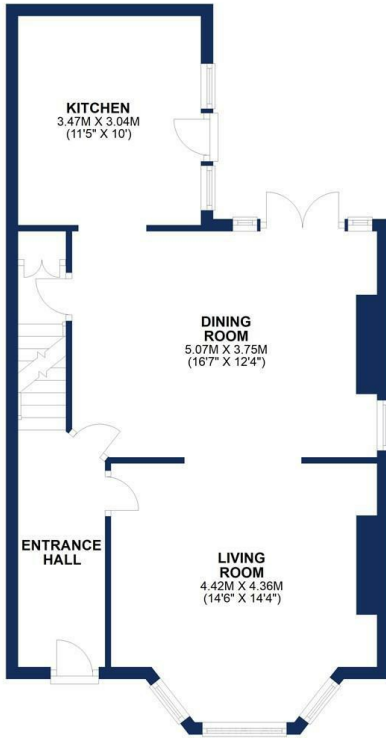 KITCHEN
3.47M X 3.04M
(11'5" X 10')
DINING
ROOM
5.07M X 3.75M
(16'7" X 12'4")
ENTRANCE
HALL
LIVING
ROOM
4.42M X 4.36M
(14'6" X 14'4")